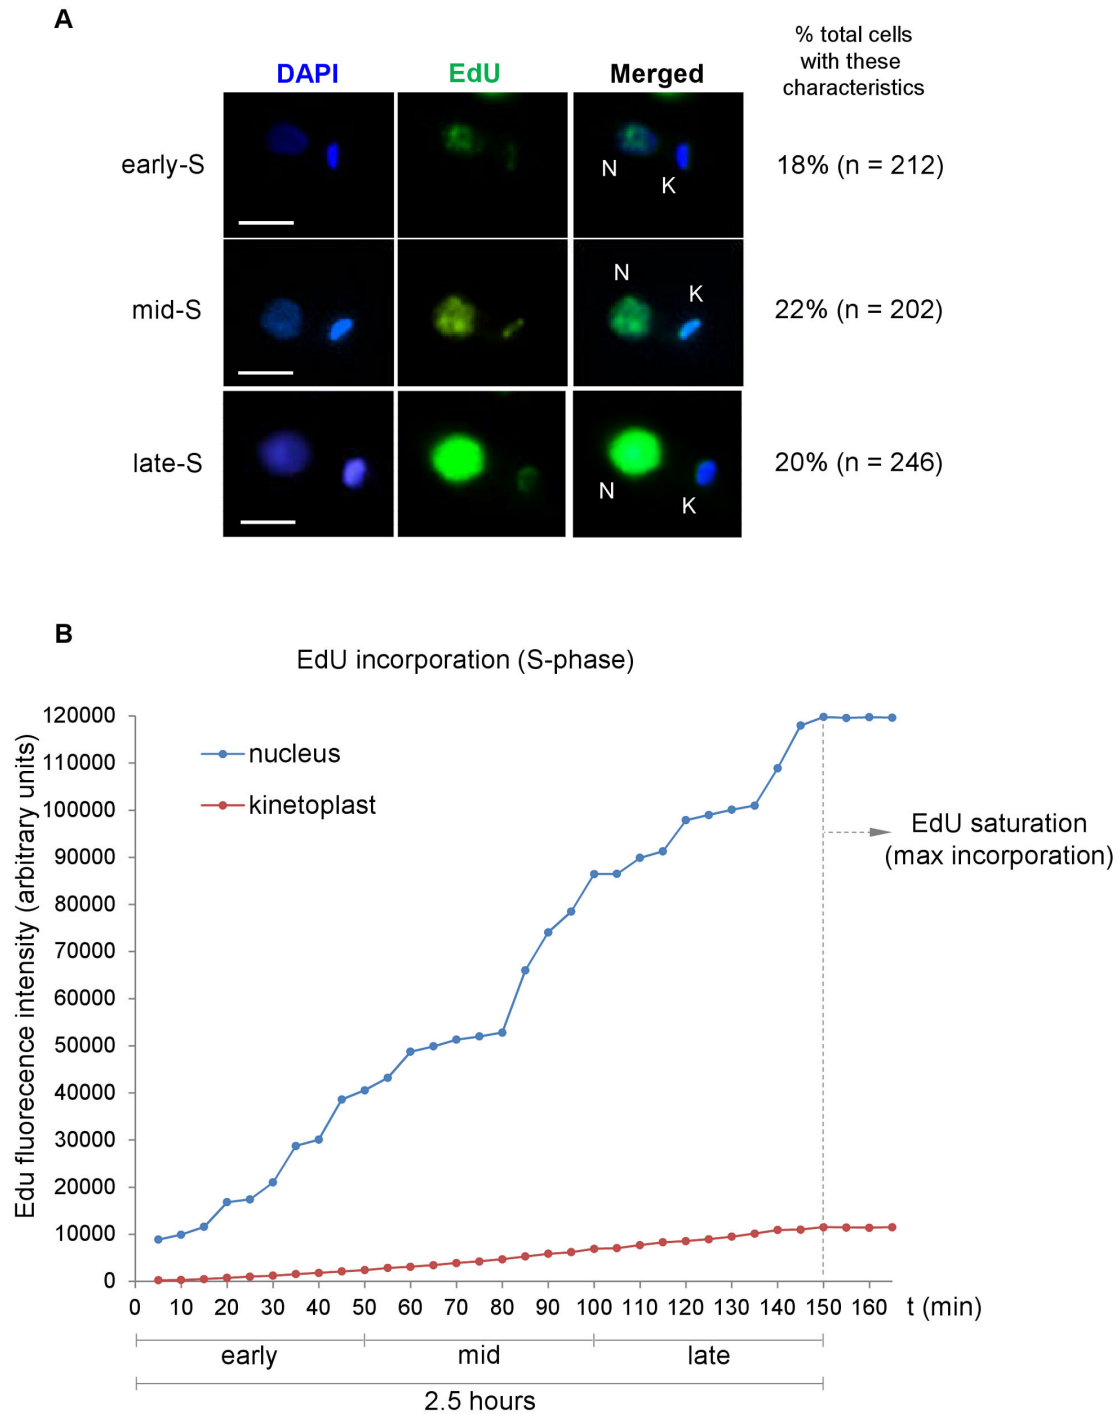 A
% total cells
with these
characteristics
DAPI
EdU
Merged
early-S
N
K
18% (n = 212)
mid-S
N
K
22% (n = 202)
late-S
N
K
20% (n = 246)
B
EdU incorporation (S-phase)
Edu fluorecence intensity (arbitrary units)
120000
110000
100000
90000
80000
70000
60000
50000
40000
30000
20000
10000
0
nucleus
kinetoplast
EdU saturation
(max incorporation)
0 10 20 30 40 50 60 70 80 90 100 110 120 130 140 150 160 t (min)
early mid late
2.5 hours